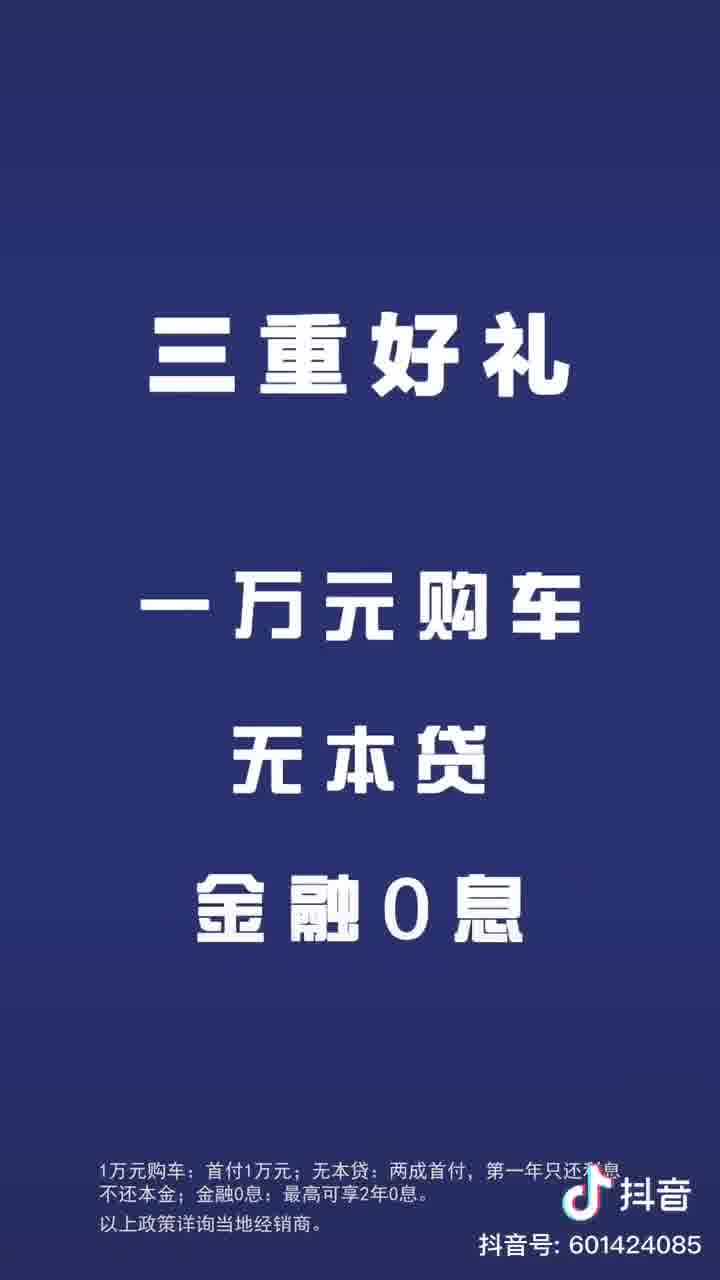 三重好礼
一万元购车
无本贷
金融0息
1万元购车：首付1万元；无本贷：两成首付，第一年只还利息
不还本金；金融0息：最高可享2年0息。
以上政策详询当地经销商。
抖音
抖音号: 601424085